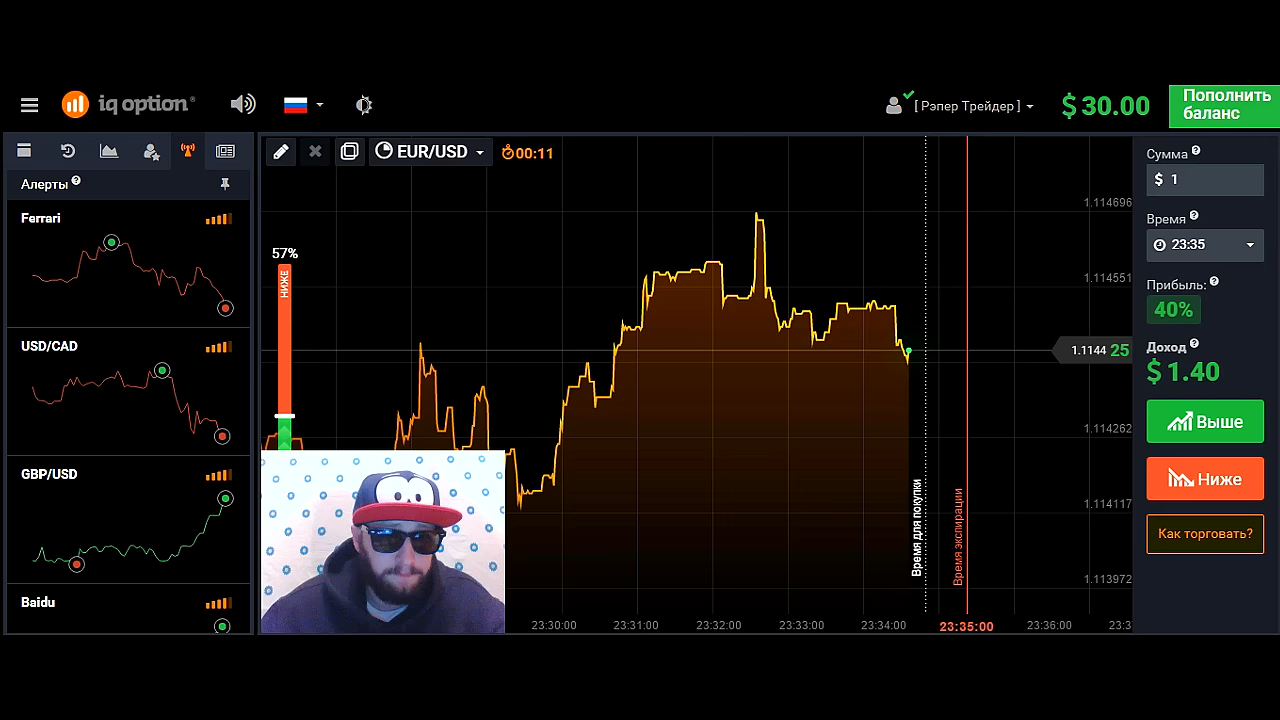 iq option®
[ Рэпер Трейдер ]
$ 30.00
Пополнить
баланс
Алерты
Ferrari
USD/CAD
GBP/USD
Baidu
EUR/USD
00:11
57%
НИЖЕ
1.114696
1.114551
1.1144 25
1.114262
1.114117
1.113972
Время для покупки
Время экспирации
23:30:00
23:31:00
23:32:00
23:33:00
23:34:00
23:35:00
23:36:00
23:3
Сумма
$ 1
Время
23:35
Прибыль:
40%
Доход
$ 1.40
Выше
Ниже
Как торговать?